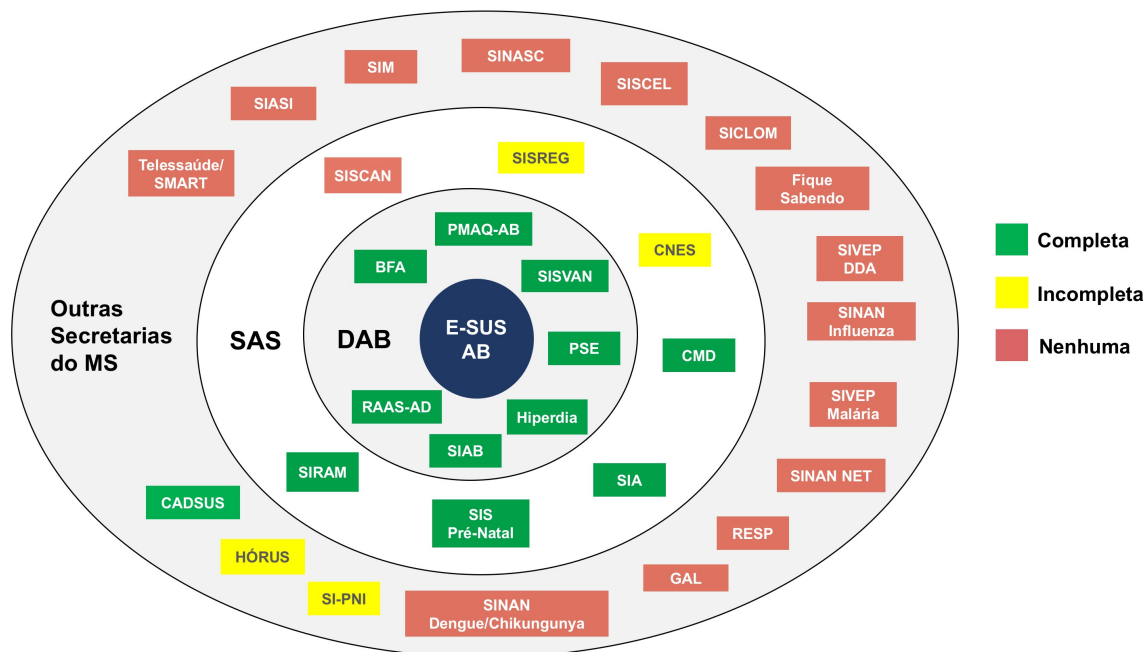 SINASC
SIM
SISCEL
SIASI
SICLOM
Telessaúde/
SMART
SISREG
SISCAN
Fique
Sabendo
PMAQ-AB
CNES
SIVEP
DDA
Completa
BFA
SISVAN
Incompleta
Outras
Secretarias
do MS
SAS
DAB
E-SUS
AB
SINAN
Influenza
PSE
CMD
Nenhuma
RAAS-AD
Hiperdia
SIVEP
Malária
SIAB
SIRAM
SIA
SINAN NET
CADSUS
SIS
Pré-Natal
RESP
HÓRUS
GAL
SI-PNI
SINAN
Dengue/Chikungunya